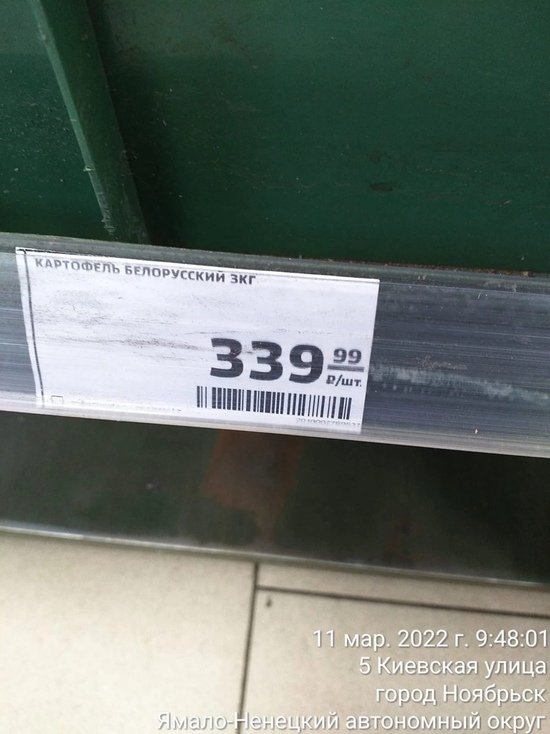 КАРТОФЕЛЬ БЕЛОРУССКИЙ 3КГ
339 99
₽/шт.
11 мар. 2022 г. 9:48:01
5 Киевская улица
город Ноябрьск
Ямало-Ненецкий автономный округ